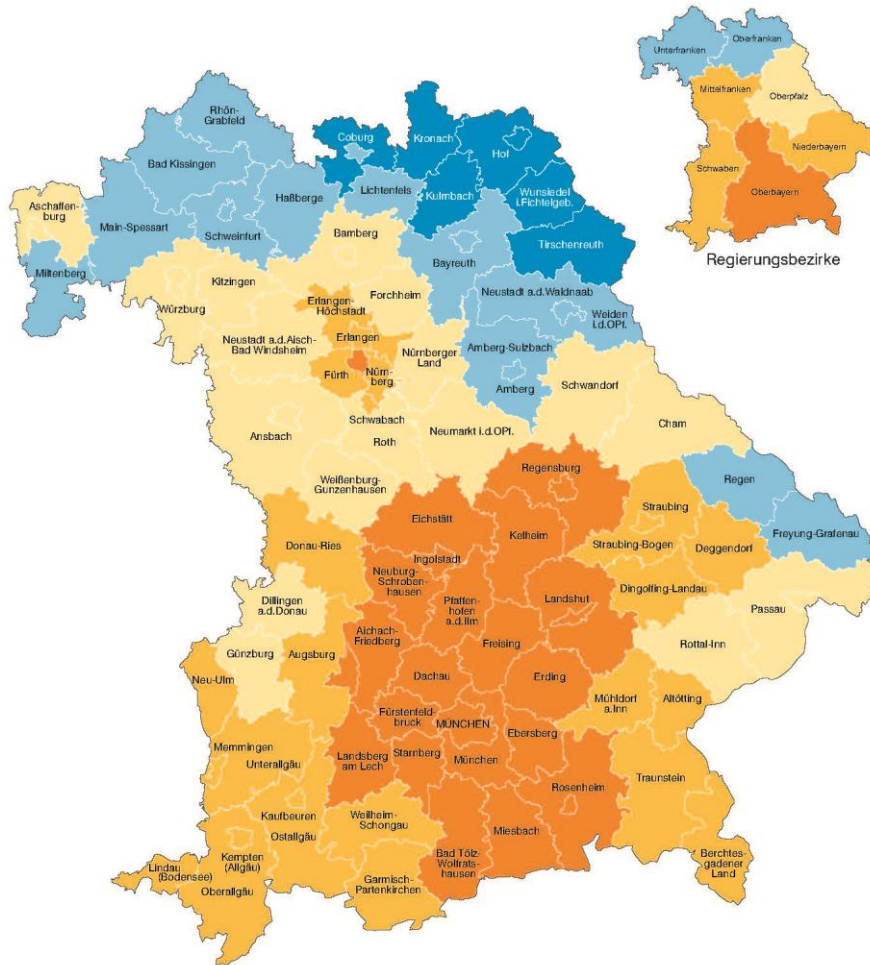 Unterfranken
Oberfranken
Mittelfranken
Oberpfalz
Niederbayern
Schwaben
Oberbayern
Regierungsbezirke
Rhön-
Grabfeld
Coburg
Kronach
Hof
Bad Kissingen
Lichtenfels
Kulmbach
Wunsiedel
i.Fichtelgeb.
Haßberge
Aschaffen-
burg
Main-Spessart
Schweinfurt
Bamberg
Tirschenreuth
Bayreuth
Miltenberg
Kitzingen
Neustadt a.d.Waldnaab
Würzburg
Erlangen-
Höchstadt
Forchheim
Weiden
i.d.OPf.
Neustadt a.d.Aisch-
Bad Windsheim
Erlangen
Amberg-Sulzbach
Nürnberger
Land
Fürth
Nürn-
berg
Amberg
Schwandorf
Schwabach
Ansbach
Roth
Neumarkt i.d.OPf.
Cham
Weißenburg-
Gunzenhausen
Regensburg
Regen
Eichstätt
Straubing
Kelheim
Freyung-Grafenau
Donau-Ries
Ingolstadt
Straubing-Bogen
Deggendorf
Neuburg-
Schroben-
hausen
Dingolfing-Landau
Dillingen
a.d.Donau
Pfaffen-
hofen
a.d.Ilm
Landshut
Passau
Aichach-
Friedberg
Freising
Rottal-Inn
Günzburg
Augsburg
Neu-Ulm
Dachau
Erding
Mühldorf
a.Inn
Altötting
Fürstenfeld-
bruck
MÜNCHEN
Ebersberg
Memmingen
Unterallgäu
Landsberg
am Lech
Starnberg
München
Traunstein
Rosenheim
Kaufbeuren
Ostallgäu
Weilheim-
Schongau
Miesbach
Kempten
(Allgäu)
Bad Tölz-
Wolfrats-
hausen
Lindau
(Bodensee)
Berchtes-
gadener
Land
Oberallgäu
Garmisch-
Partenkirchen